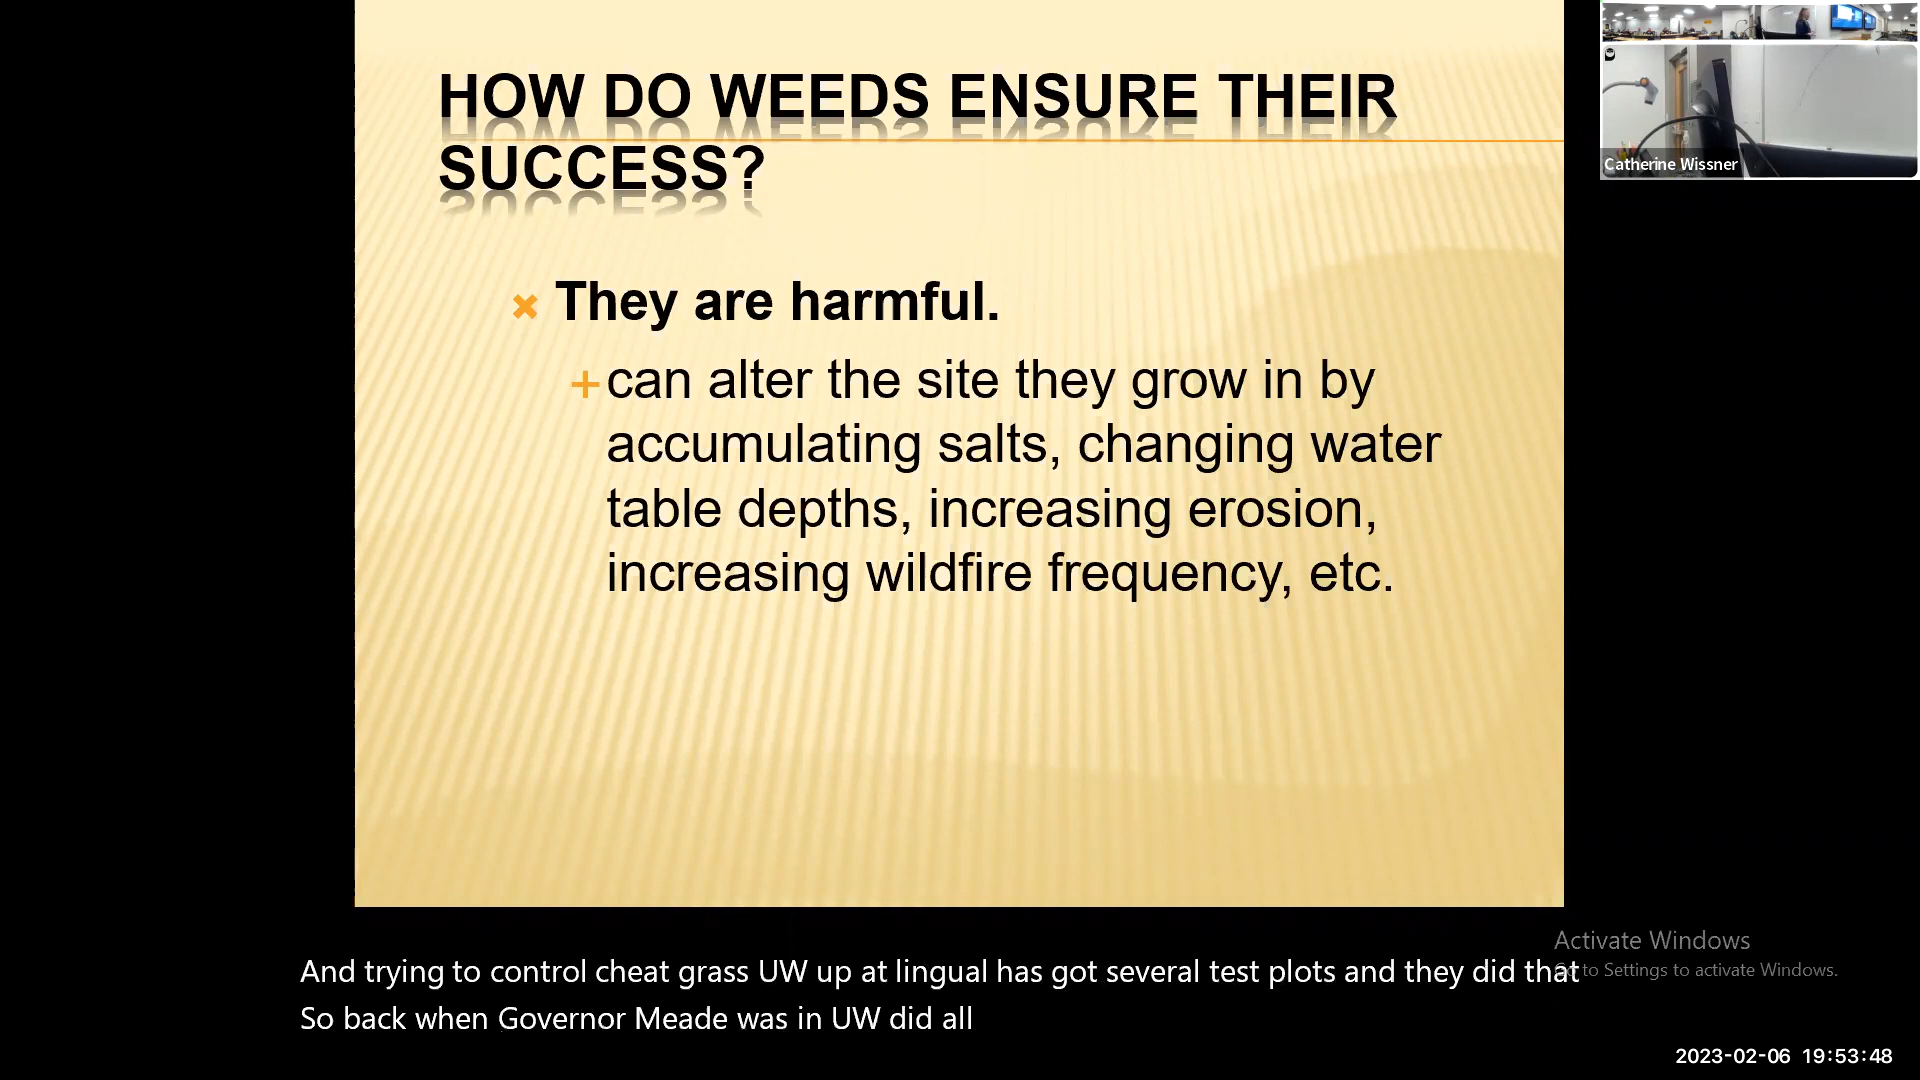 HOW DO WEEDS ENSURE THEIR
SUCCESS?
They are harmful.
can alter the site they grow in by
accumulating salts, changing water
table depths, increasing erosion,
increasing wildfire frequency, etc.
Catherine Wissner
And trying to control cheat grass UW up at lingual has got several test plots and they did that
So back when Governor Meade was in UW did all
Activate Windows
Go to Settings to activate Windows.
2023-02-06 19:53:48